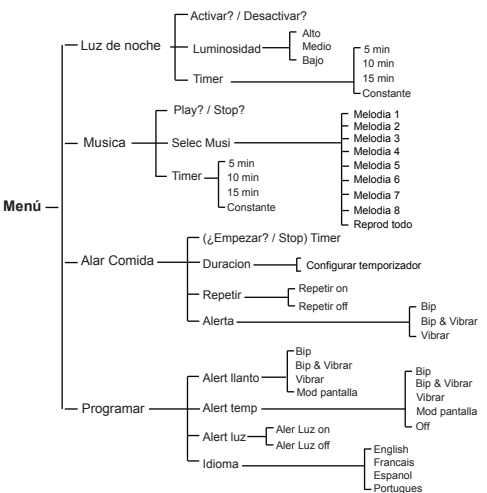 Menú
Luz de noche
Activar? / Desactivar?
Luminosidad
Alto
Medio
Bajo
Timer
5 min
10 min
15 min
Constante
Musica
Play? / Stop?
Selec Musi
Melodia 1
Melodia 2
Melodia 3
Melodia 4
Melodia 5
Melodia 6
Melodia 7
Melodia 8
Reprod todo
Timer
5 min
10 min
15 min
Constante
Alar Comida
(¿Empezar? / Stop) Timer
Duracion
Configurar temporizador
Repetir
Repetir on
Repetir off
Alerta
Bip
Bip & Vibrar
Vibrar
Programar
Alert llanto
Bip
Bip & Vibrar
Vibrar
Mod pantalla
Alert temp
Bip
Bip & Vibrar
Vibrar
Mod pantalla
Off
Alert luz
Aler Luz on
Aler Luz off
Idioma
English
Francais
Espanol
Portugues